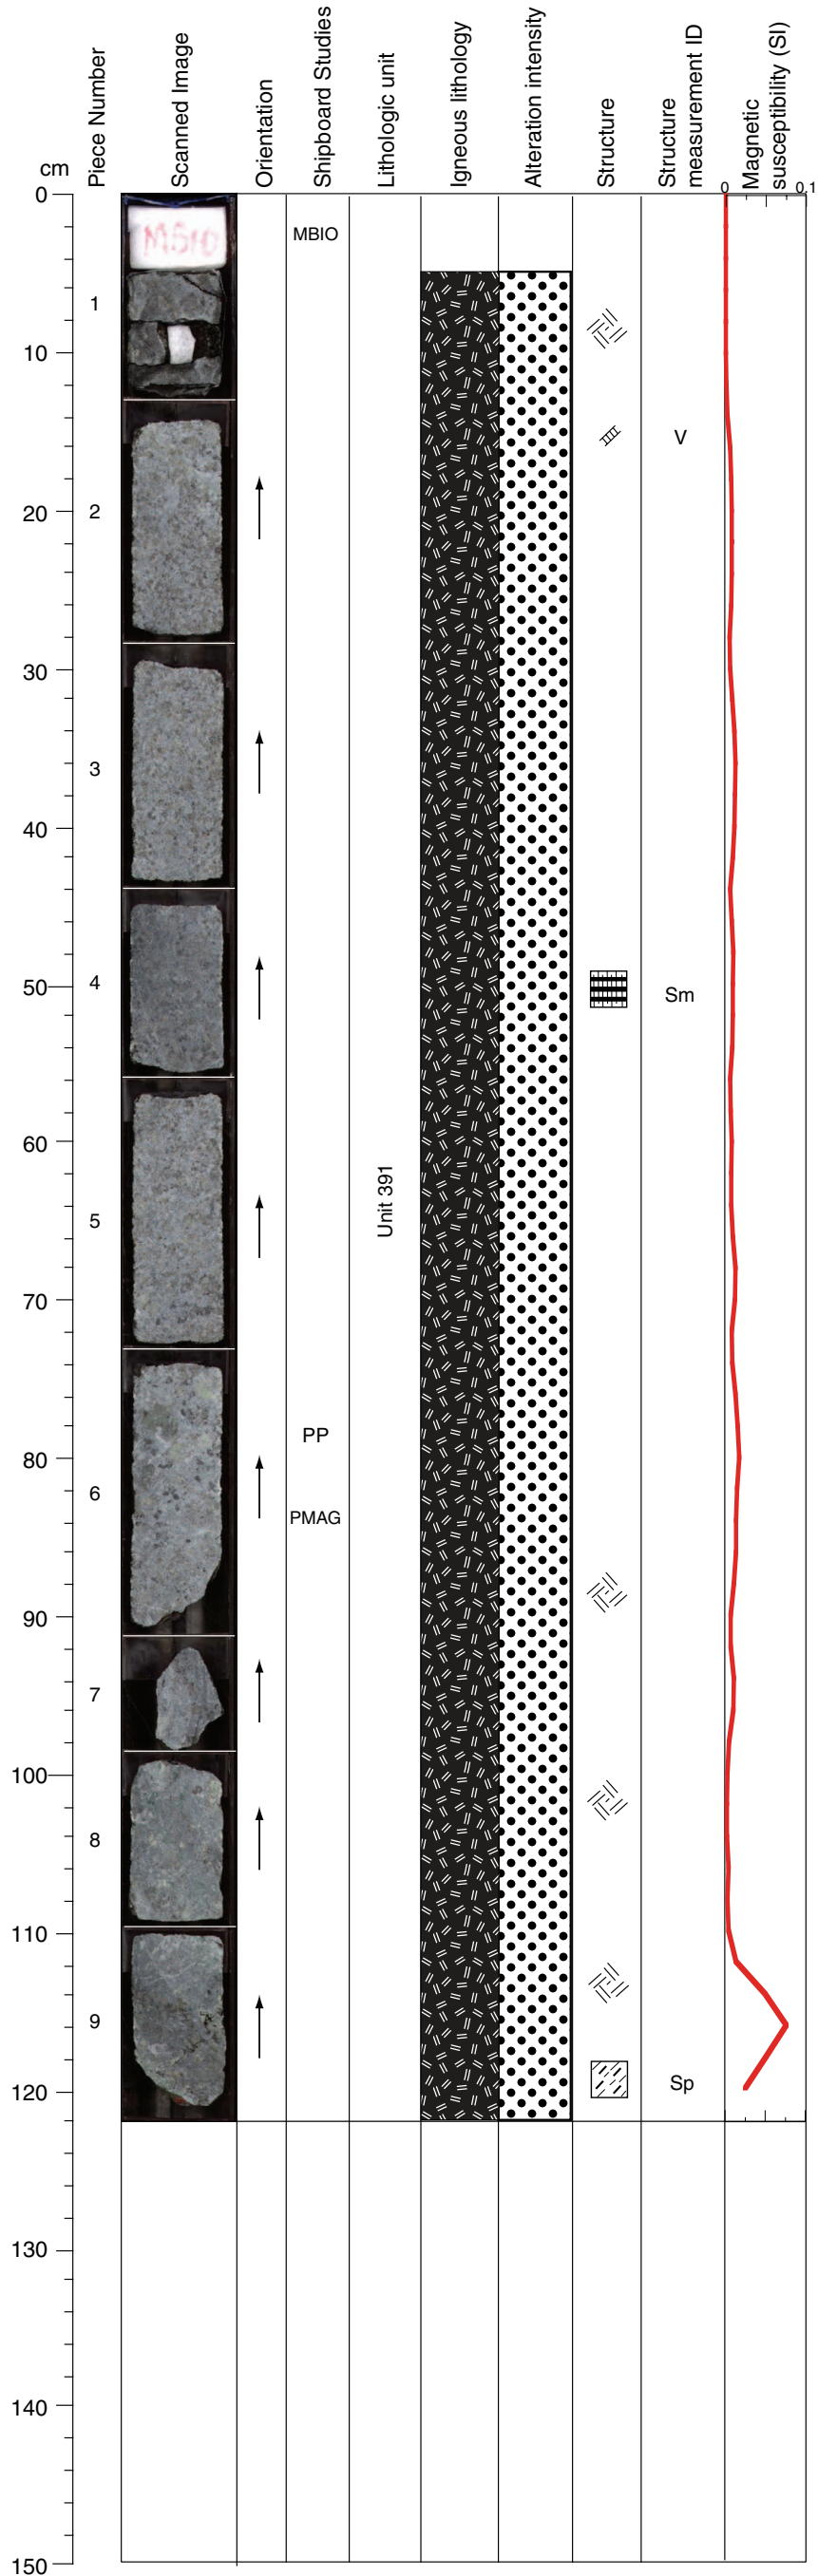 cm
Piece Number
Scanned Image
Orientation
Shipboard Studies
Lithologic unit
Igneous lithology
Alteration intensity
Structure
Structure
measurement ID
Magnetic
susceptibility (SI)
0
0.1
0
M510
MBIO
1
10
V
2
20
30
3
40
4
50
Sm
60
Unit 391
5
70
PP
80
6
PMAG
90
7
100
8
110
9
Sp
120
130
140
150